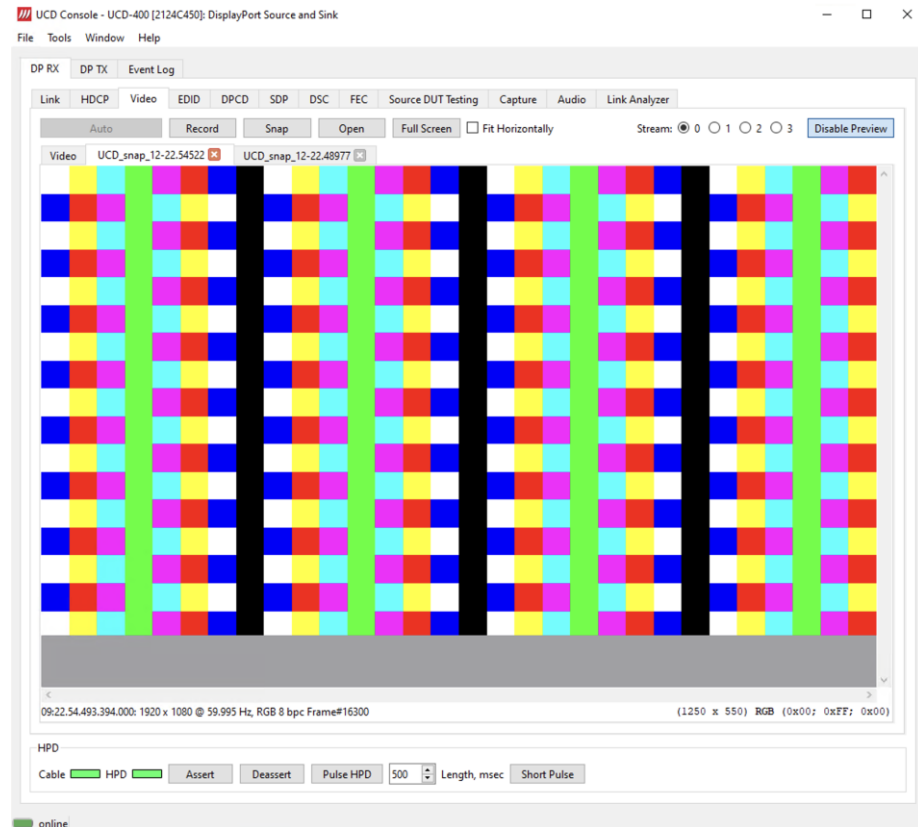 UCD Console - UCD-400 [2124C450]: DisplayPort Source and Sink
File Tools Window Help
DP RX DP TX Event Log
Link HDCP Video EDID DPCD SDP DSC FEC Source DUT Testing Capture Audio Link Analyzer
Auto Record Snap Open Full Screen Fit Horizontally Stream: 0 1 2 3 Disable Preview
Video UCD_snap_12-22.54522 UCD_snap_12-22.48977
09:22.54.493.394.000: 1920 x 1080 @ 59.995 Hz, RGB 8 bpc Frame#16300 (1250 x 550) RGB (0x00; 0xFF; 0x00)
HPD
Cable HPD Assert Deassert Pulse HPD 500 Length, msec Short Pulse
online